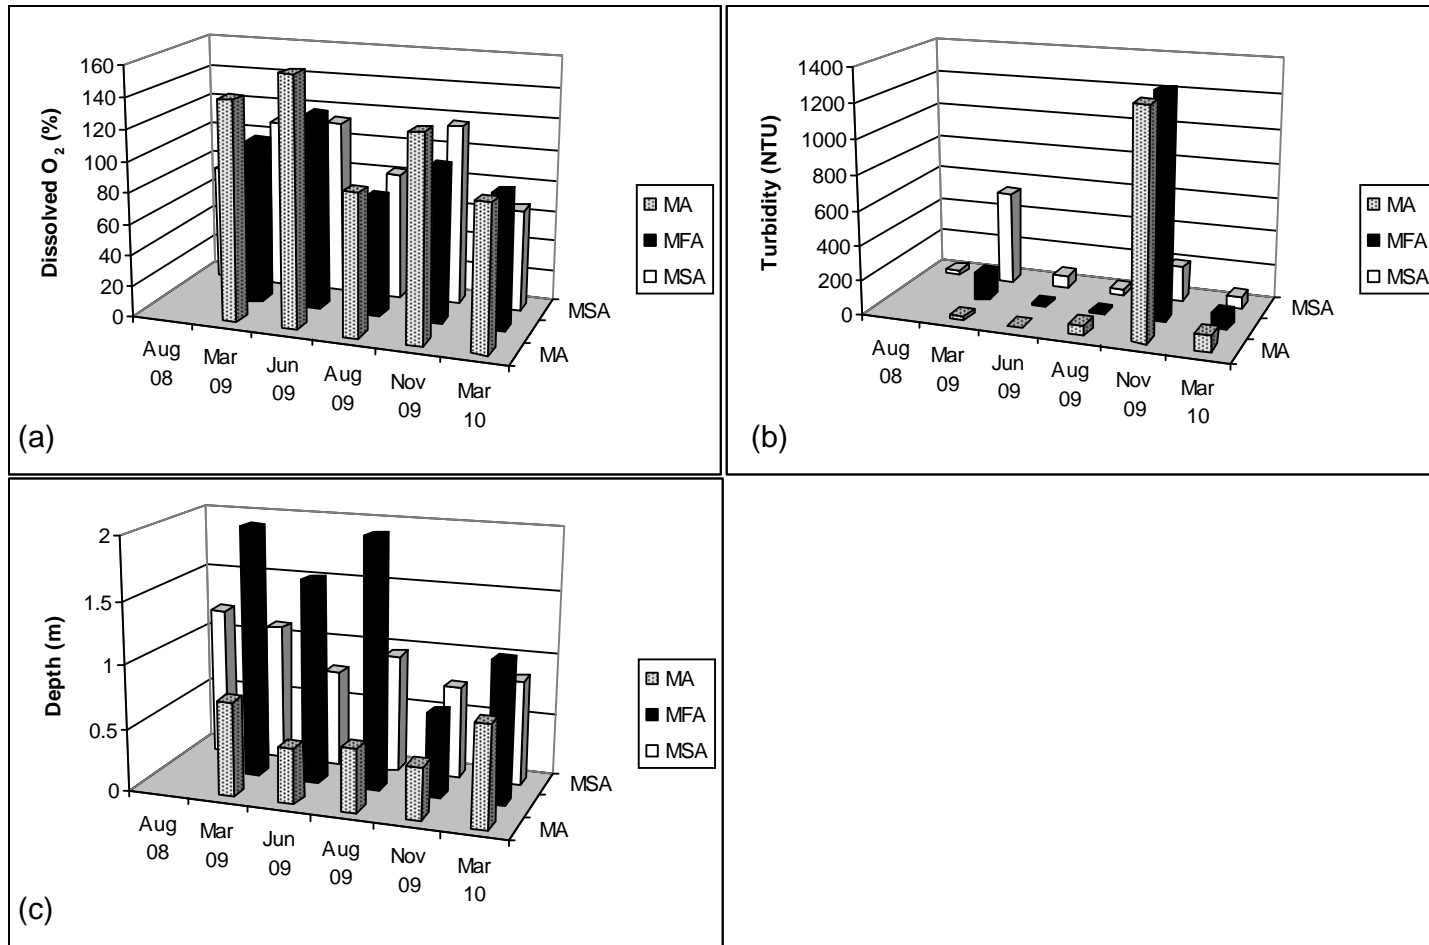 160
140
120
100
80
60
40
20
0
Dissolved O2 (%)
Aug 08
Mar 09
Jun 09
Aug 09
Nov 09
Mar 10
MSA
MA
MA
MFA
MSA
(a)
1400
1200
1000
800
600
400
200
0
Turbidity (NTU)
Aug 08
Mar 09
Jun 09
Aug 09
Nov 09
Mar 10
MSA
MA
MA
MFA
MSA
(b)
2
1.5
1
0.5
0
Depth (m)
Aug 08
Mar 09
Jun 09
Aug 09
Nov 09
Mar 10
MSA
MA
MA
MFA
MSA
(c)